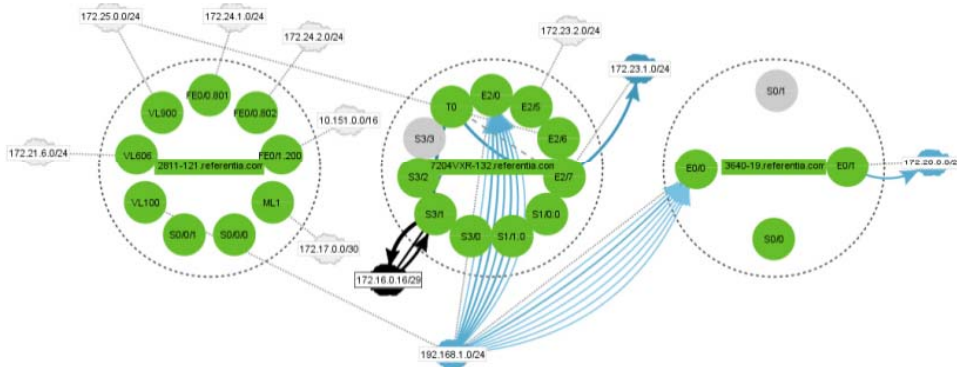 172.25.0.0/24
172.24.1.0/24
172.24.2.0/24
172.23.2.0/24
172.23.1.0/24
VL900
FE0/0.801
FE0/0.802
10.151.0.0/16
172.21.6.0/24
VL606
2811-121.referentia.com
FE0/1.200
VL100
ML1
S0/0/1
S0/0/0
172.17.0.0/30
T0
E2/0
E2/5
S3/3
E2/6
S3/2
7204VXR-132.referentia.com
E2/7
S3/1
S1/0.0
S3/0
S1/1.0
172.16.0.16/29
192.168.1.0/24
S0/1
E0/0
3640-19.referentia.com
E0/1
S0/0